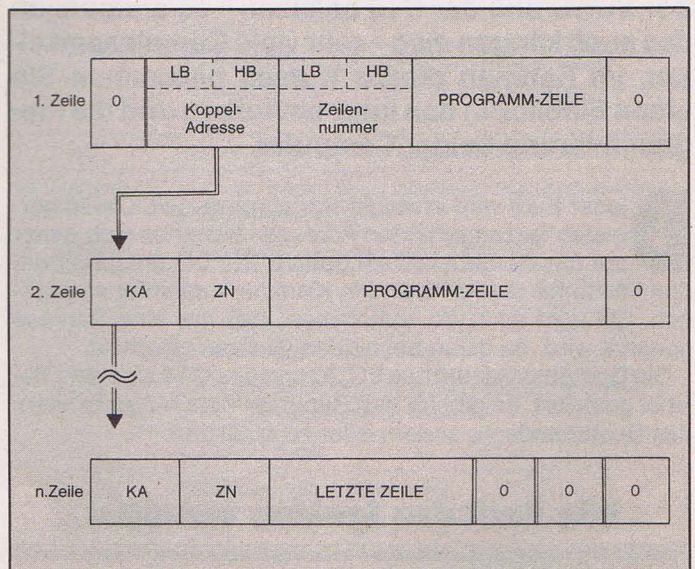 LB HB LB HB
1. Zeile 0 Koppel-Adresse Zeilen-nummer PROGRAMM-ZEILE 0
2. Zeile KA ZN PROGRAMM-ZEILE 0
n.Zeile KA ZN LETZTE ZEILE 0 0 0